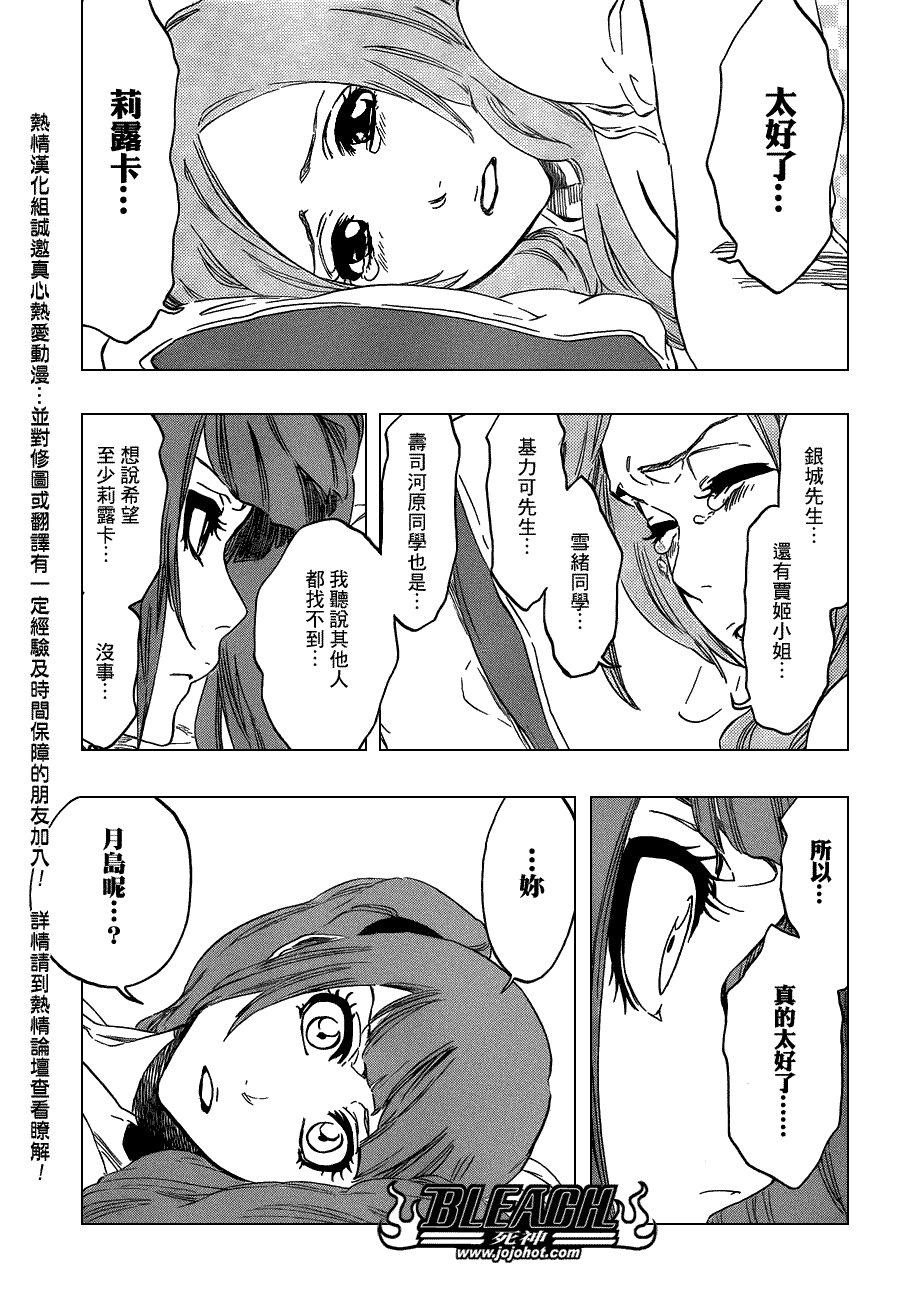 太好了…
莉露卡…
銀城先生…
還有賈姬小姐…
雪緒同學…
基力可先生…
壽司河原同學也是…
我聽說其他人
都找不到…
想說希望
至少莉露卡…
沒事…
所以…
真的太好了……
…妳
月島呢…?
熱情漢化組誠邀真心熱愛動漫…並對修圖或翻譯有一定經驗及時間保障的朋友加入! 詳情請到熱情論壇查看瞭解!
BLEACH
死神
www.jojohot.com